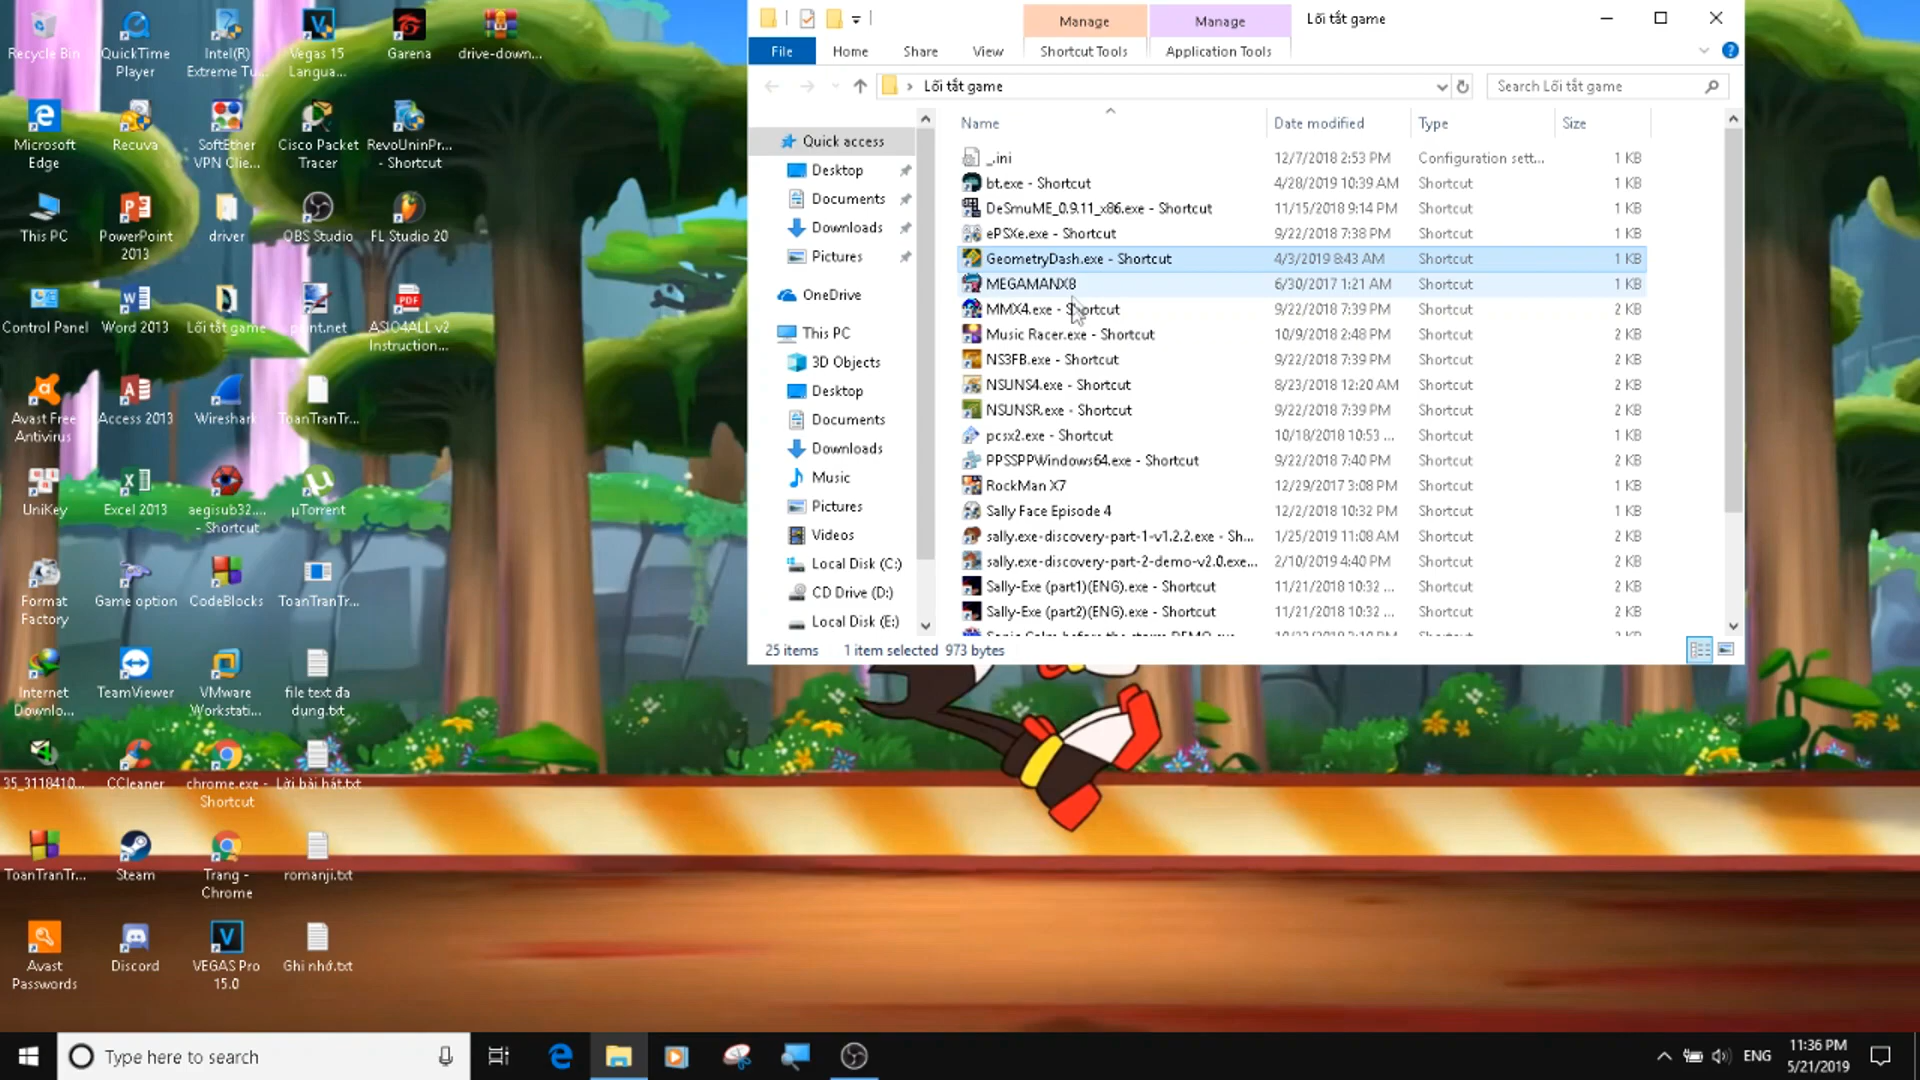 Recycle Bin
QuickTime
Player
Intel(R)
Extreme Tu...
Vegas 15
Langua...
Garena
drive-down...
Microsoft
Edge
Recuva
SoftEther
VPN Clie...
Cisco Packet
Tracer
RevoUninPr...
- Shortcut
This PC
PowerPoint
2013
driver
OBS Studio
FL Studio 20
Control Panel
Word 2013
Lối tắt game
paint.net
ASIO4ALL v2
Instruction...
Avast Free
Antivirus
Access 2013
Wireshark
ToanTranTr...
UniKey
Excel 2013
aegisub32....
- Shortcut
µTorrent
Format
Factory
Game option
CodeBlocks
ToanTranTr...
Internet
Downlo...
TeamViewer
VMware
Workstati...
file text đa
dung.txt
35_3118410...
CCleaner
chrome.exe -
Shortcut
Lời bài hát.txt
ToanTranTr...
Steam
Trang -
Chrome
romanji.txt
Avast
Passwords
Discord
VEGAS Pro
15.0
Ghi nhớ.txt
Manage
Manage
Lối tắt game
File
Home
Share
View
Shortcut Tools
Application Tools
Lối tắt game
Search Lối tắt game
Quick access
Desktop
Documents
Downloads
Pictures
OneDrive
This PC
3D Objects
Desktop
Documents
Downloads
Music
Pictures
Videos
Local Disk (C:)
CD Drive (D:)
Local Disk (E:)
Name Date modified Type Size
_.ini 12/7/2018 2:53 PM Configuration sett... 1 KB
bt.exe - Shortcut 4/28/2019 10:39 AM Shortcut 1 KB
DeSmuME_0.9.11_x86.exe - Shortcut 11/15/2018 9:14 PM Shortcut 1 KB
ePSXe.exe - Shortcut 9/22/2018 7:38 PM Shortcut 1 KB
GeometryDash.exe - Shortcut 4/3/2019 8:43 AM Shortcut 1 KB
MEGAMANX8 6/30/2017 1:21 AM Shortcut 1 KB
MMX4.exe - Shortcut 9/22/2018 7:39 PM Shortcut 2 KB
Music Racer.exe - Shortcut 10/9/2018 2:48 PM Shortcut 2 KB
NS3FB.exe - Shortcut 9/22/2018 7:39 PM Shortcut 2 KB
NSUNS4.exe - Shortcut 8/23/2018 12:20 AM Shortcut 2 KB
NSUNSR.exe - Shortcut 9/22/2018 7:39 PM Shortcut 2 KB
pcsx2.exe - Shortcut 10/18/2018 10:53 ... Shortcut 2 KB
PPSSPPWindows64.exe - Shortcut 9/22/2018 7:40 PM Shortcut 2 KB
RockMan X7 12/29/2017 3:08 PM Shortcut 1 KB
Sally Face Episode 4 12/2/2018 10:32 PM Shortcut 1 KB
sally.exe-discovery-part-1-v1.2.2.exe - Sh... 1/25/2019 11:08 AM Shortcut 2 KB
sally.exe-discovery-part-2-demo-v2.0.exe... 2/10/2019 4:40 PM Shortcut 2 KB
Sally-Exe (part1)(ENG).exe - Shortcut 11/21/2018 10:32 ... Shortcut 2 KB
Sally-Exe (part2)(ENG).exe - Shortcut 11/21/2018 10:32 ... Shortcut 2 KB
25 items 1 item selected 973 bytes
Type here to search
ENG
11:36 PM
5/21/2019